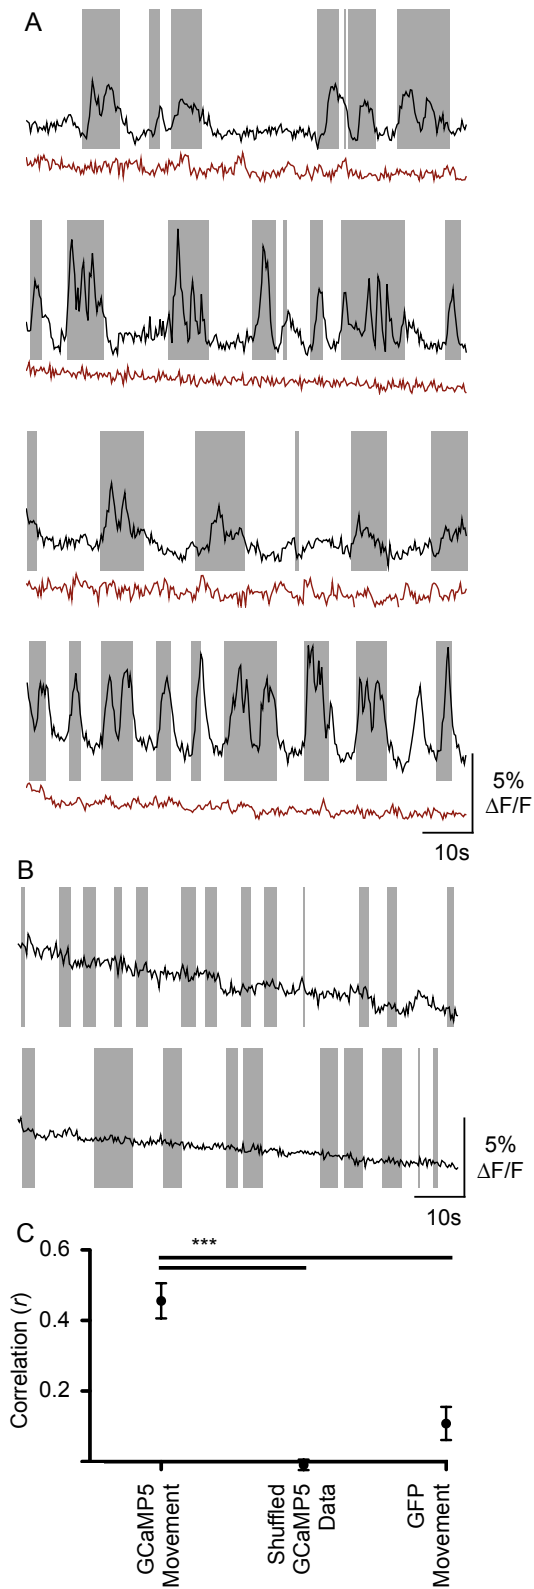 A
5%
ΔF/F
10s
B
5%
ΔF/F
10s
C
***
0.6
0.4
0.2
Correlation (r)
GCaMP5
Movement
Shuffled
GCaMP5
Data
GFP
Movement